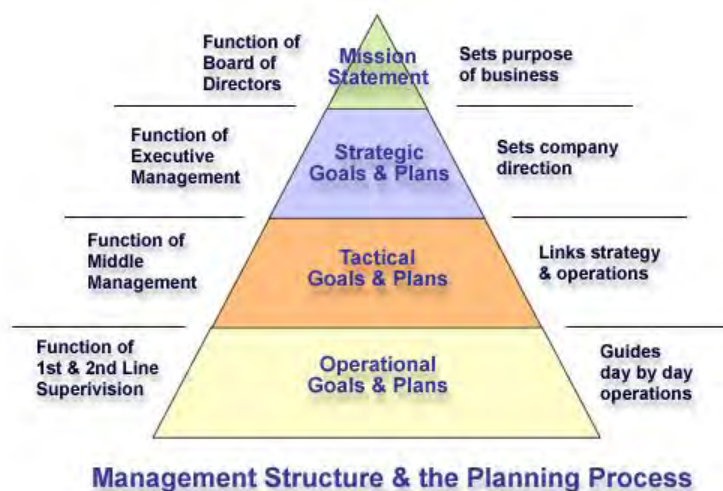 Function of
Board of
Directors
Mission
Statement
Sets purpose
of business
Function of
Executive
Management
Strategic
Goals & Plans
Sets company
direction
Function of
Middle
Management
Tactical
Goals & Plans
Links strategy
& operations
Function of
1st & 2nd Line
Superivision
Operational
Goals & Plans
Guides
day by day
operations
Management Structure & the Planning Process